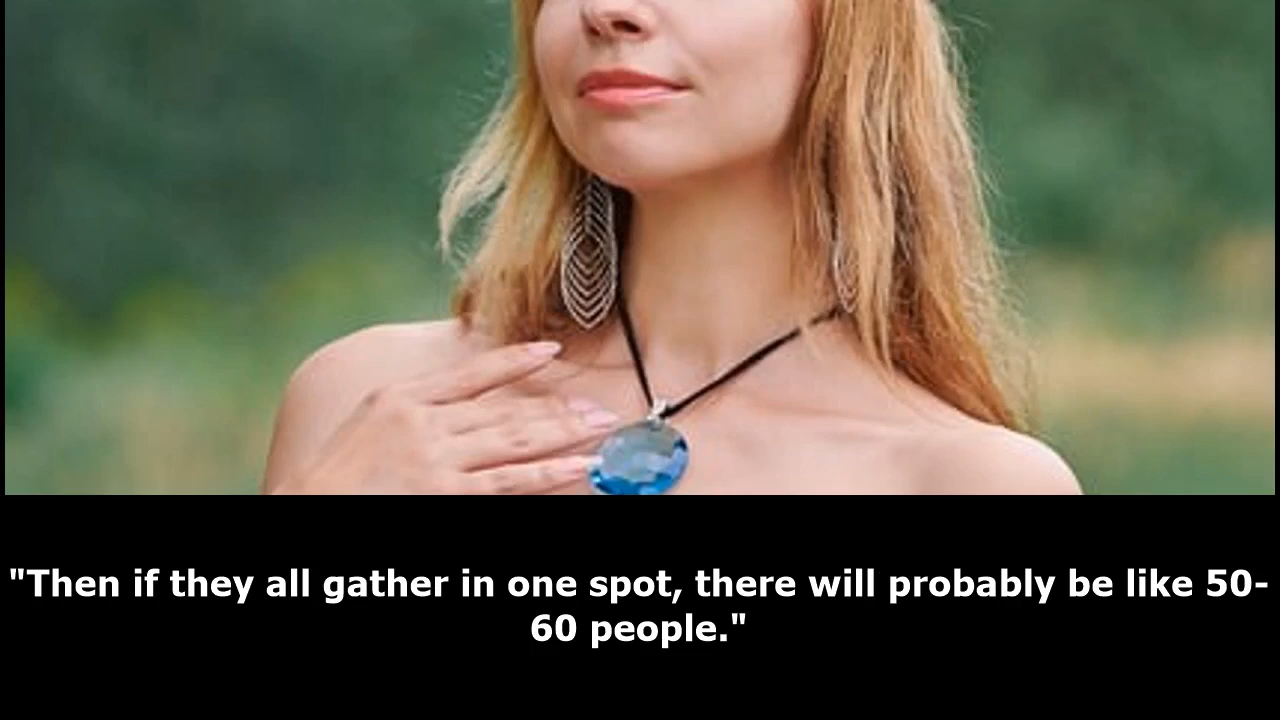 "Then if they all gather in one spot, there will probably be like 50-
60 people."